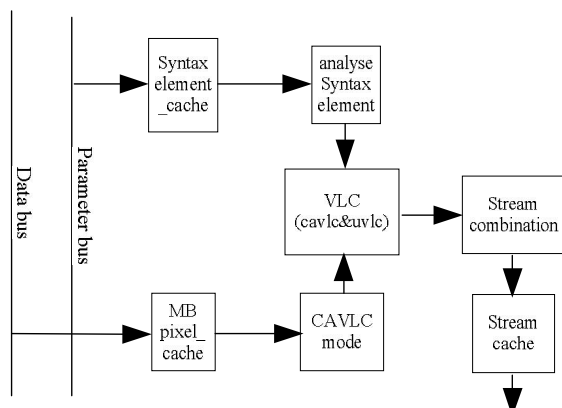 Data bus
Parameter bus
Syntax
element
_cache
analyse
Syntax
element
VLC
(cavlc&uvlc)
Stream
combination
MB
pixel_
cache
CAVLC
mode
Stream
cache